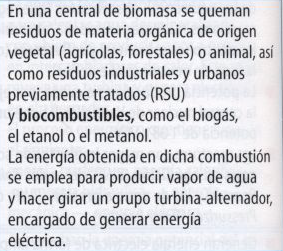 En una central de biomasa se queman
residuos de materia orgánica de origen
vegetal (agrícolas, forestales) o animal, así
como residuos industriales y urbanos
previamente tratados (RSU)
y biocombustibles, como el biogás,
el etanol o el metanol.
La energía obtenida en dicha combustión
se emplea para producir vapor de agua
y hacer girar un grupo turbina-alternador,
encargado de generar energía
eléctrica.